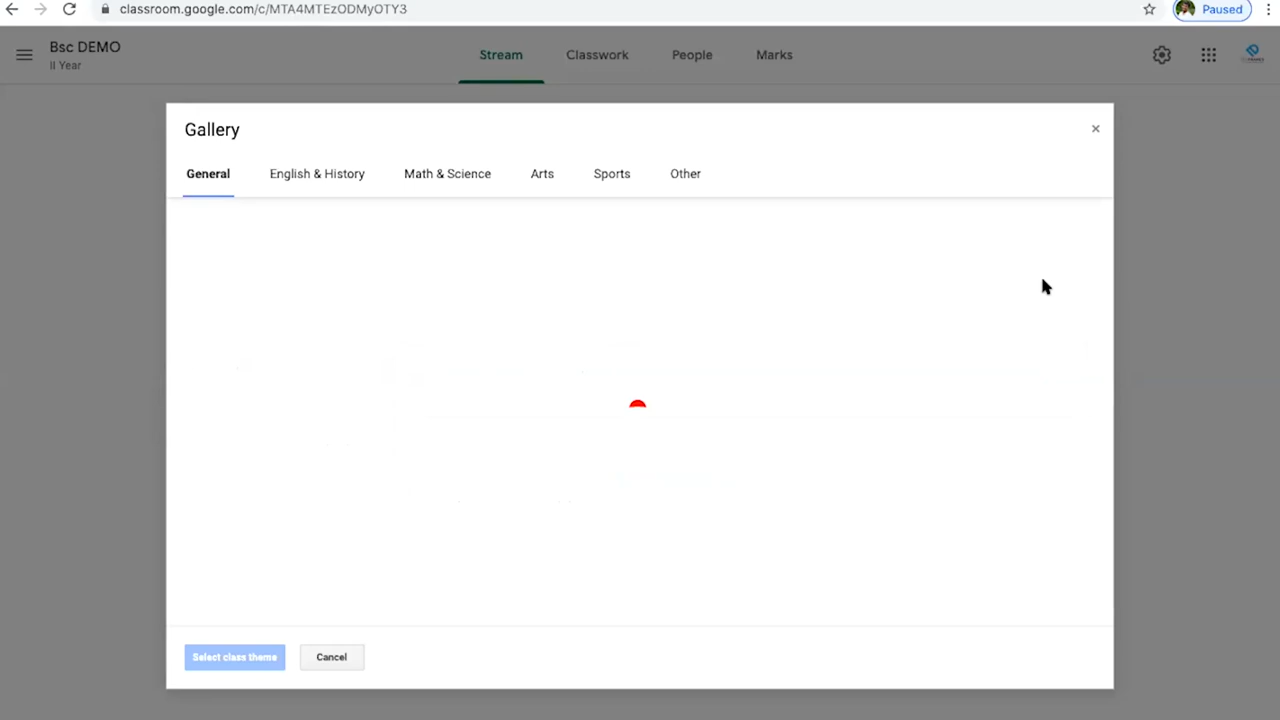 classroom.google.com/c/MTA4MTEzODMyOTY3
Paused
Bsc DEMO
II Year
Stream
Classwork
People
Marks
Gallery
General
English & History
Math & Science
Arts
Sports
Other
Select class theme
Cancel